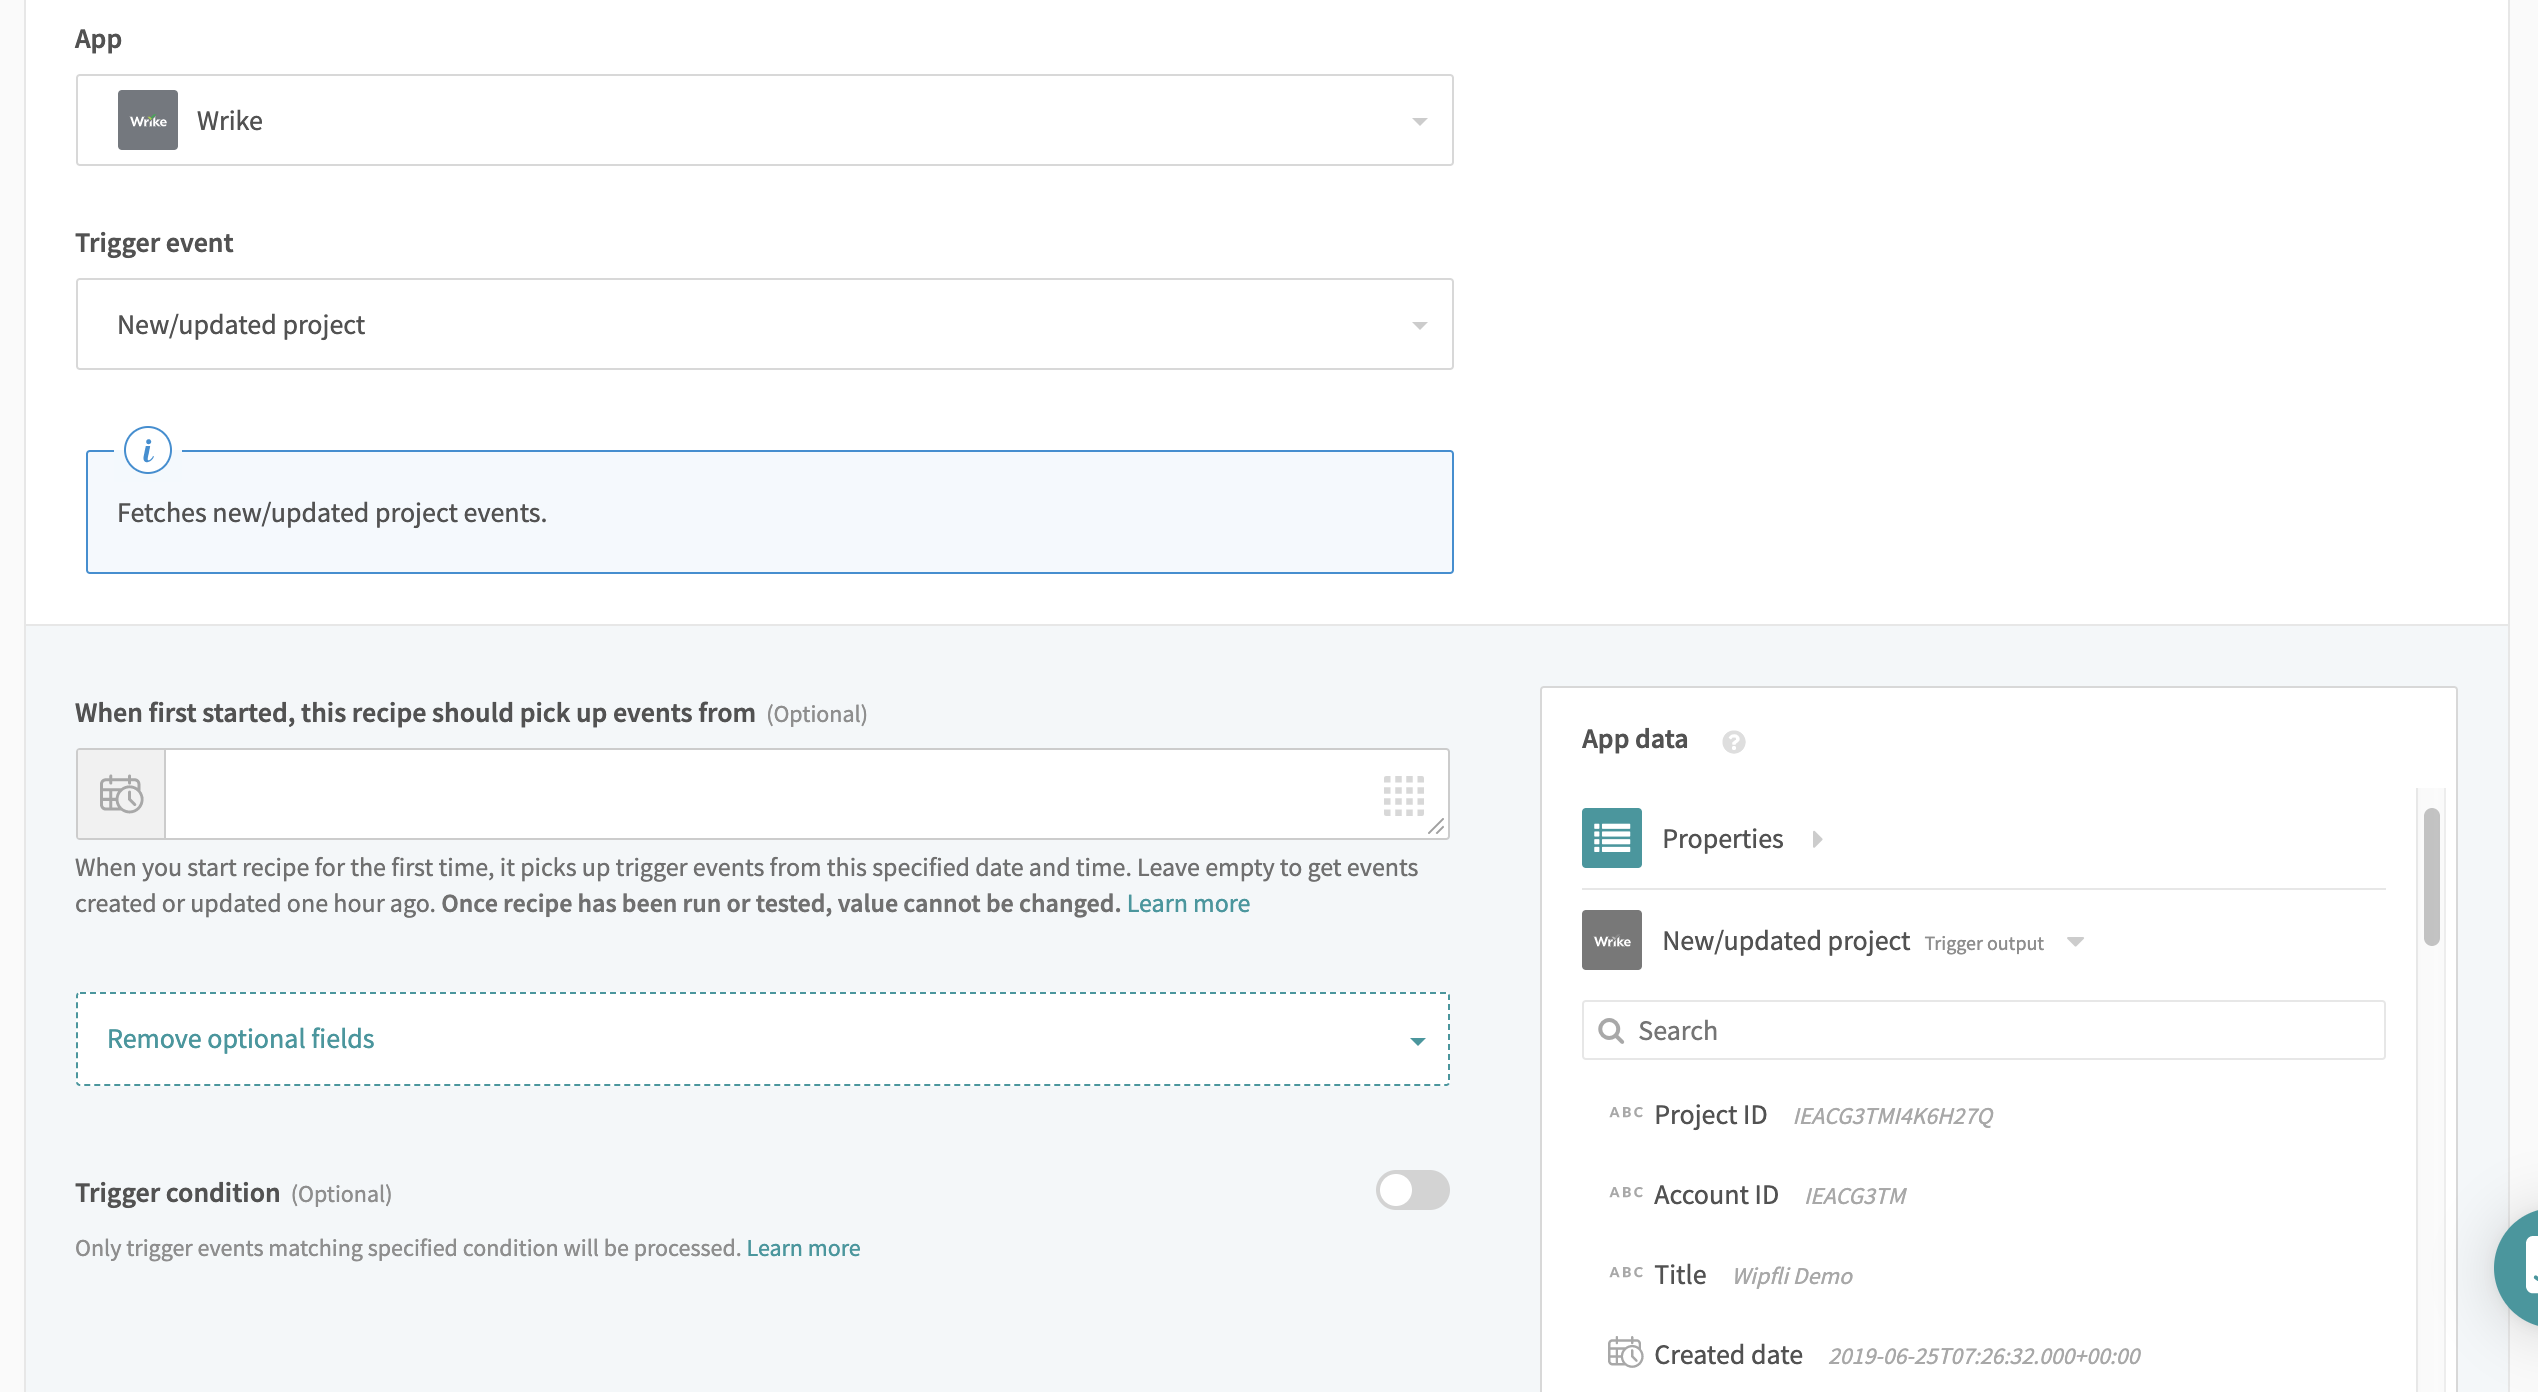 App
Wrike
Wrike
Trigger event
New/updated project
i
Fetches new/updated project events.
When first started, this recipe should pick up events from (Optional)
When you start recipe for the first time, it picks up trigger events from this specified date and time. Leave empty to get events
created or updated one hour ago. Once recipe has been run or tested, value cannot be changed. Learn more
Remove optional fields
Trigger condition (Optional)
Only trigger events matching specified condition will be processed. Learn more
App data ?
Properties
Wrike New/updated project Trigger output
Search
ABC Project ID IEACG3TMI4K6H27Q
ABC Account ID IEACG3TM
ABC Title Wipfli Demo
Created date 2019-06-25T07:26:32.000+00:00